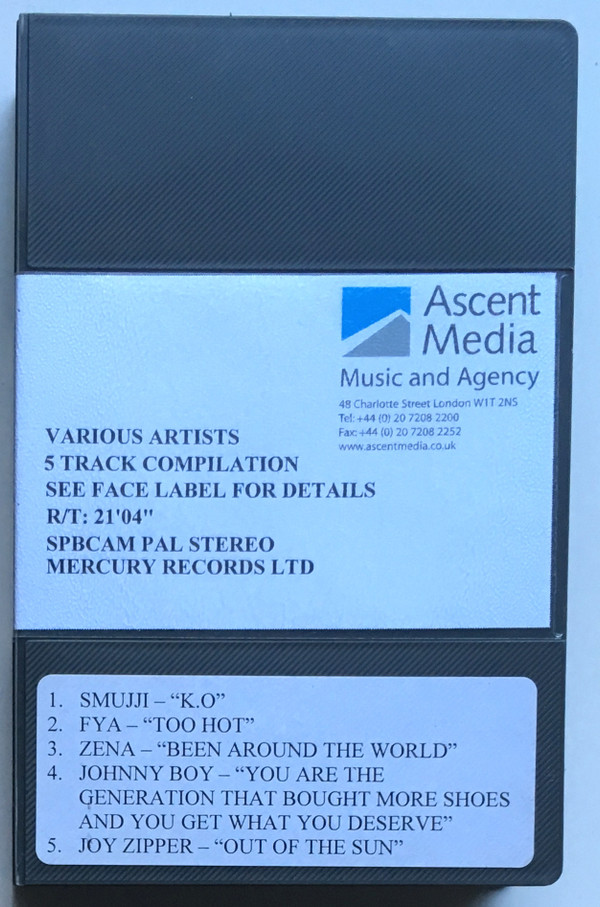 Ascent
Media
Music and Agency
48 Charlotte Street London W1T 2NS
Tel: +44 (0) 20 7208 2200
Fax: +44 (0) 20 7208 2252
www.ascentmedia.co.uk
VARIOUS ARTISTS
5 TRACK COMPILATION
SEE FACE LABEL FOR DETAILS
R/T: 21'04"
SPBCAM PAL STEREO
MERCURY RECORDS LTD
1. SMUJJI – “K.O”
2. FYA – “TOO HOT”
3. ZENA – “BEEN AROUND THE WORLD”
4. JOHNNY BOY – “YOU ARE THE
GENERATION THAT BOUGHT MORE SHOES
AND YOU GET WHAT YOU DESERVE”
5. JOY ZIPPER – “OUT OF THE SUN”